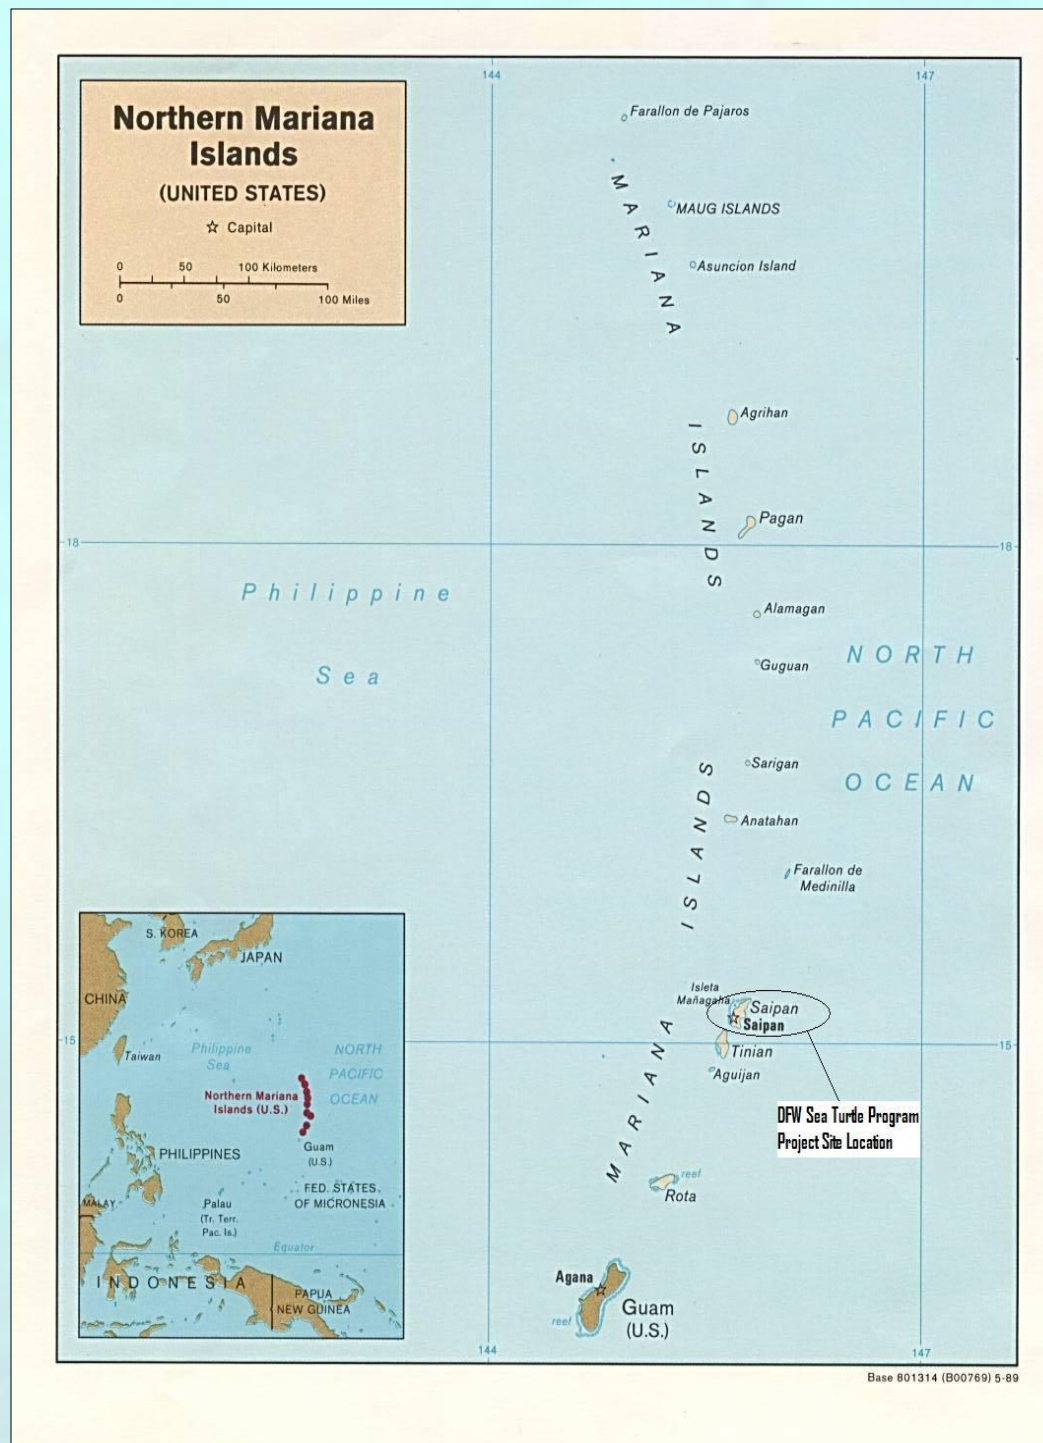 Northern Mariana
Islands
(UNITED STATES)
☆ Capital
0 50 100 Kilometers
0 50 100 Miles
144 147
Farallon de Pajaros
MAUG ISLANDS
Asuncion Island
MARIANA
ISLANDS
Agrihan
Pagan
18 18
Philippine
Sea
Alamagan
Guguan
NORTH
PACIFIC
OCEAN
Sarigan
Anatahan
Farallon de
Medinilla
MARIANA ISLANDS
Isleta
Mañagaha
Saipan
Saipan
15 15
Tinian
Aguijan
DFW Sea Turtle Program
Project Site Location
reef
Rota
Agana
Guam
(U.S.)
reef
144 147
S. KOREA
JAPAN
CHINA
Taiwan
Philippine
Sea
NORTH
PACIFIC
OCEAN
Northern Mariana
Islands (U.S.)
Guam
(U.S.)
PHILIPPINES
FED. STATES
OF MICRONESIA
MALAY.
Palau
(Tr. Terr.
Pac. Is.)
Equator
INDONESIA
PAPUA
NEW GUINEA
Base 801314 (B00769) 5-89